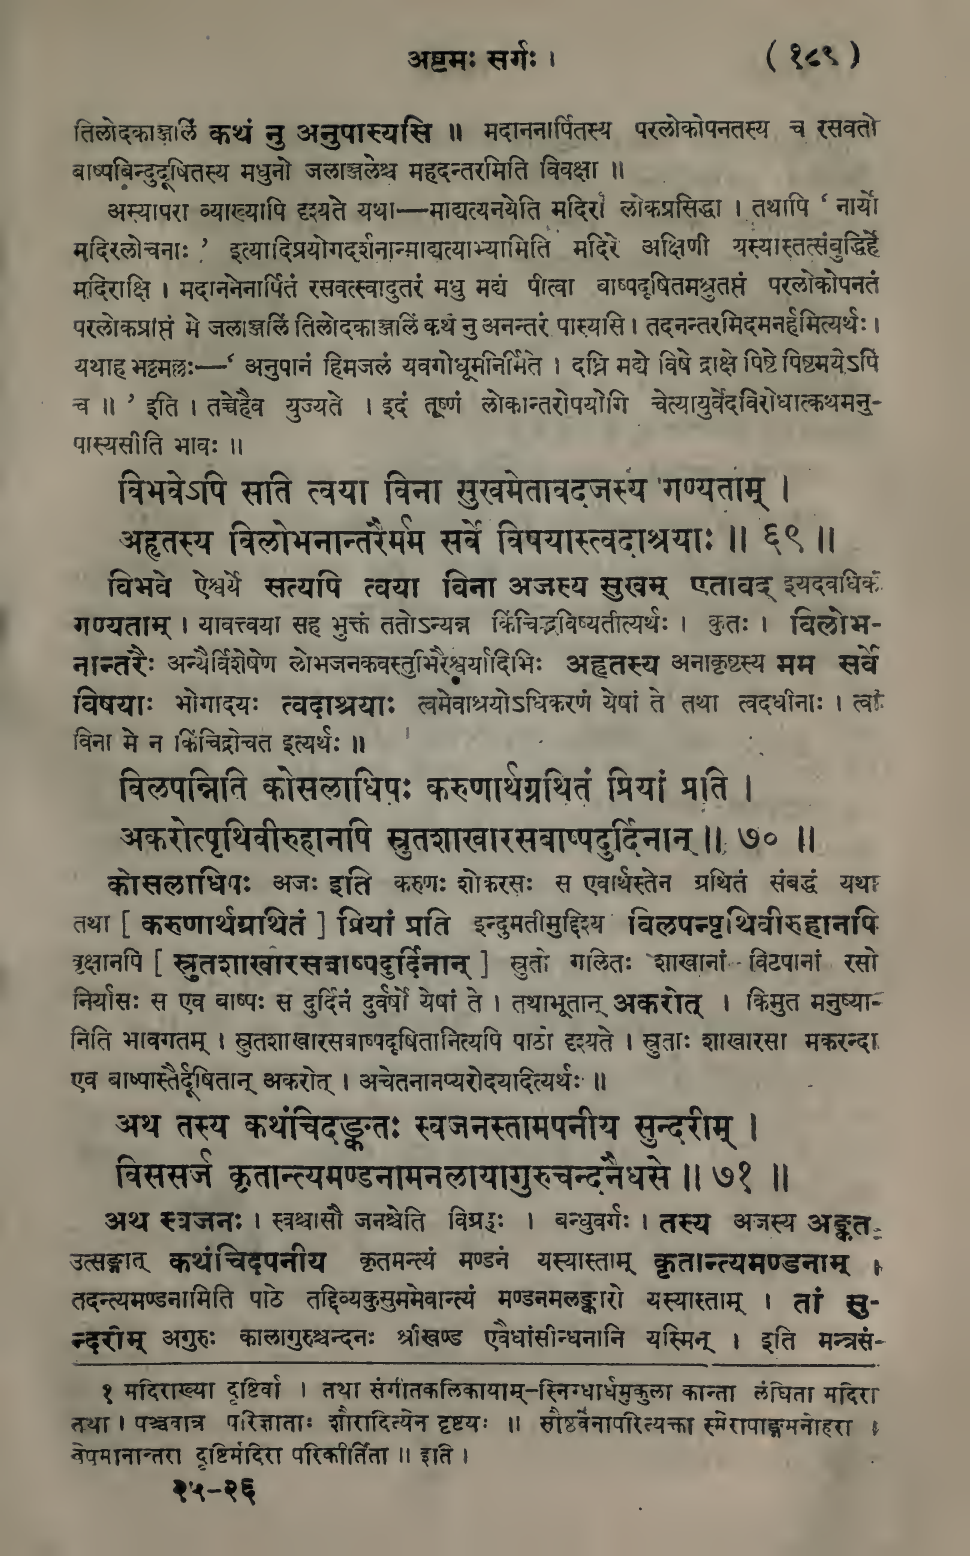 अष्टमः सर्गः । ( १८९ )
तिलोदकाञ्जलिं कथं नु अनुपास्यसि ॥ मदाननार्पितस्य परलोकोपनतस्य च रसवतो
बाष्पबिन्दुदूषितस्य मधुनो जलाञ्जलेश्च महदन्तरमिति विवक्षा ॥
अस्यापरा व्याख्यापि दृश्यते यथा—माद्यत्यनयेति मदिरा लोकप्रसिद्धा । तथापि ‘ नार्यो
मदिरलोचनाः ’ इत्यादिप्रयोगदर्शनान्माद्यत्याभ्यामिति मदिरे अक्षिणी यस्यास्तत्संबुद्धिर्हे
मदिराक्षि । मदाननेनार्पितं रसवत्स्वादुतरं मधु मद्यं पीत्वा बाष्पदूषितमश्रुतप्तं परलोकोपनतं
परलोकप्राप्तं मे जलाञ्जलिं तिलोदकाञ्जलिं कथं नु अनन्तरं पास्यसि । तदनन्तरमिदमनर्हमित्यर्थः ।
यथाह भट्टमल्लः—‘ अनुपानं हिमजलं यवगोधूमनिर्मिते । दध्नि मद्ये विषे द्राक्षे पिष्टे पिष्टमयेऽपि
च ॥ ’ इति । तच्चेहैव युज्यते । इदं तूष्णं लोकान्तरोपयोगि चेत्यायुर्वेदविरोधात्कथमनु-
पास्यसीति भावः ॥
विभवेऽपि सति त्वया विना सुखमेतावदजस्य गण्यताम् ।
अहृतस्य विलोभनान्तरैर्मम सर्वे विषयास्त्वदाश्रयाः ॥ ६९ ॥
विभवे ऐश्वर्ये सत्यपि त्वया विना अजस्य सुखम् एतावद् इयदवधिकं
गण्यताम् । यावत्त्वया सह भुक्तं ततोऽन्यन्न किंचिद्भविष्यतीत्यर्थः । कुतः । विलोभ-
नान्तरैः अन्यैर्विशेषेण लोभजनकवस्तुभिरैश्वर्यादिभिः अहृतस्य अनाकृष्टस्य मम सर्वे
विषयाः भोगादयः त्वदाश्रयाः त्वमेवाश्रयोऽधिकरणं येषां ते तथा त्वदधीनाः । त्वां
विना मे न किंचिद्रोचत इत्यर्थः ॥
विलपन्निति कोसलाधिपः करुणार्थग्रथितं प्रियां प्रति ।
अकरोत्पृथिवीरुहानपि स्रुतशाखारसबाष्पदुर्दिनान् ॥ ७० ॥
कोसलाधिपः अजः इति करुणः शोकरसः स एवार्थस्तेन ग्रथितं संबद्धं यथा
तथा [ करुणार्थग्रथितं ] प्रियां प्रति इन्दुमतीमुद्दिश्य विलपन्पृथिवीरुहानपि
वृक्षानपि [ स्रुतशाखारसबाष्पदुर्दिनान् ] स्रुतो गलितः शाखानां विटपानां रसो
निर्यासः स एव बाष्पः स दुर्दिनं दुर्वर्षो येषां ते । तथाभूतान् अकरोत् । किमुत मनुष्या-
निति भावगतम् । स्रुतशाखारसबाष्पदूषितानित्यपि पाठो दृश्यते । स्रुताः शाखारसा मकरन्दा
एव बाष्पास्तैर्दूषितान् अकरोत् । अचेतनानप्यरोदयादित्यर्थः ॥
अथ तस्य कथंचिदङ्कतः स्वजनस्तामपनीय सुन्दरीम् ।
विससर्ज कृतान्त्यमण्डनामनलायागुरुचन्दनैधसे ॥ ७१ ॥
अथ स्वजनः । स्वश्चासौ जनश्चेति विग्रहः । बन्धुवर्गः । तस्य अजस्य अङ्कत
उत्सङ्गात् कथंचिदपनीय कृतमन्त्यं मण्डनं यस्यास्ताम् कृतान्त्यमण्डनाम् ।
तदन्त्यमण्डनामिति पाठे तद्दिव्यकुसुममेवान्त्यं मण्डनमलङ्कारो यस्यास्ताम् । तां सु-
न्दरीम् अगुरुः कालागुरुश्चन्दनः श्रीखण्ड एवैधांसीन्धनानि यस्मिन् । इति मन्त्रसं-
१ मदिराख्या दृष्टिर्वा । तथा संगीतकलिकायाम्-स्निग्धार्धमुकुला कान्ता लंघिता मदिरा
तथा । पञ्चवात्र परिज्ञाताः शौरादित्येन दृष्टयः ॥ सौष्टवेनापरित्यक्ता स्मेरापाङ्गमनोहरा ।
वेपमानान्तरा दृष्टिर्मदिरा परिकीर्तिता ॥ इति ।
२५-२६